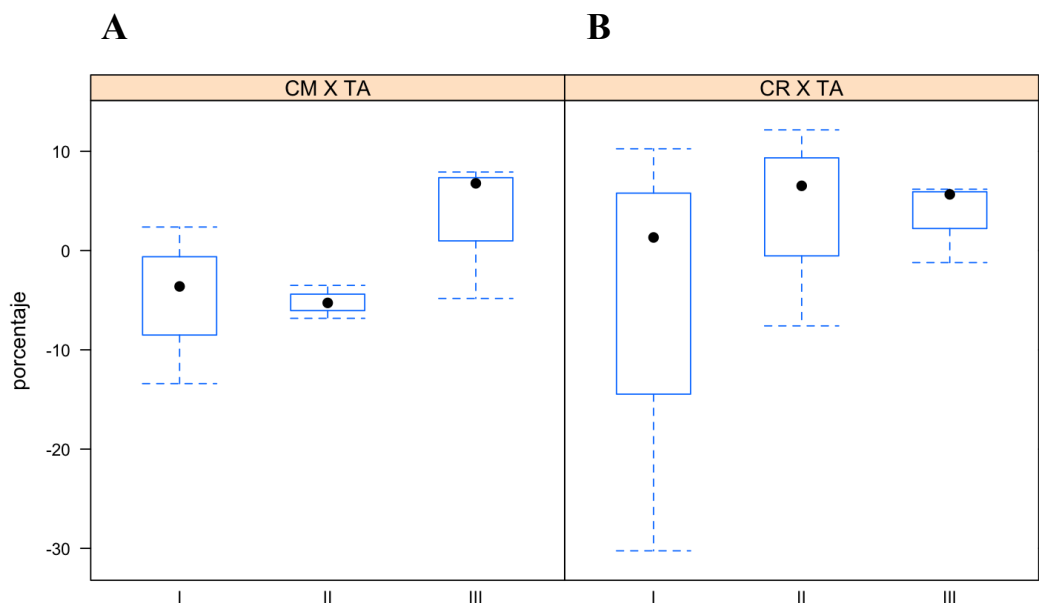 A B
CM X TA CR X TA
porcentaje
10
0
-10
-20
-30
I II III I II III